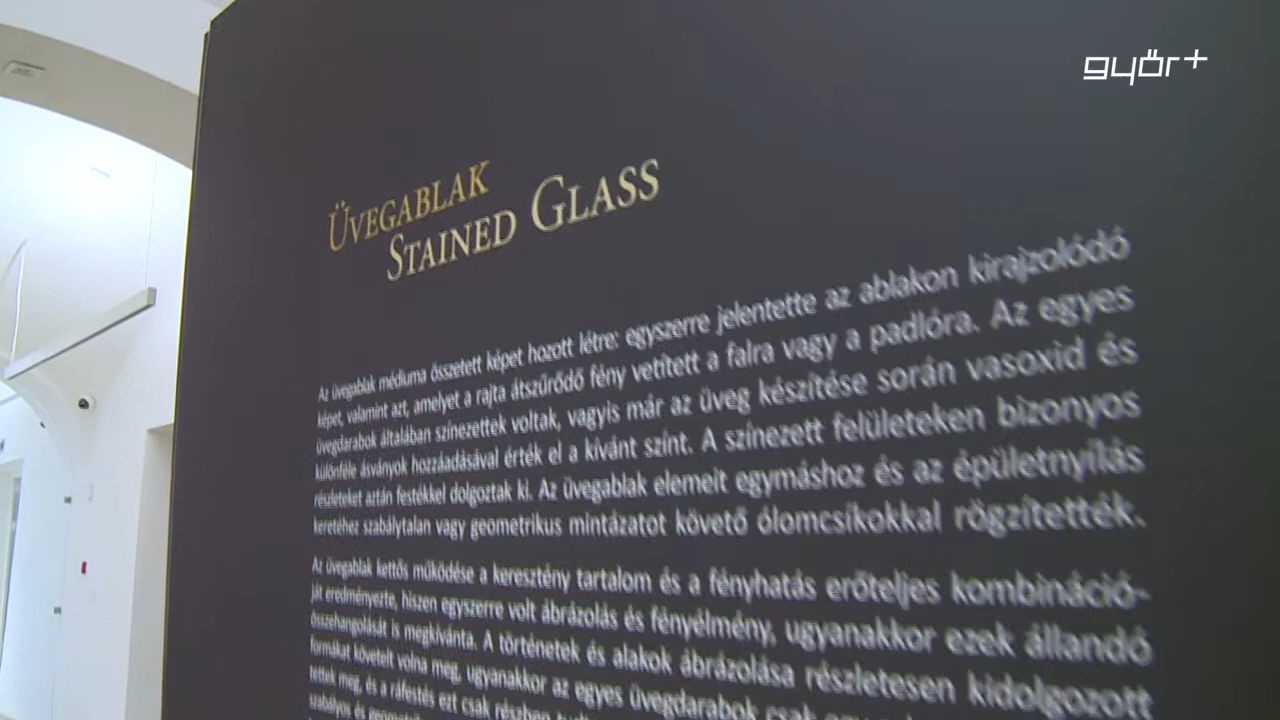 győr+
ÜVEGABLAK
STAINED GLASS
Az üvegablak médiuma összetett képet hozott létre: egyszerre jelentette az ablakon kirajzolódó
képet, valamint azt, amelyet a rajta átszűrődő fény vetített a falra vagy a padlóra. Az egyes
üvegdarabok általában színezettek voltak, vagyis már az üveg készítése során vasoxid és
különféle ásványok hozzáadásával érték el a kívánt színt. A színezett felületeken bizonyos
részleteket aztán festékkel dolgoztak ki. Az üvegablak elemeit egymáshoz és az épületnyílás
keretéhez szabálytalan vagy geometrikus mintázatot követő ólomcsíkokkal rögzítették.
Az üvegablak kettős működése a keresztény tartalom és a fényhatás erőteljes kombináció-
ját eredményezte, hiszen egyszerre volt ábrázolás és fényélmény, ugyanakkor ezek állandó
összehangolását is megkívánta. A történetek és alakok ábrázolása részletesen kidolgozott
formákat követelt volna meg, ugyanakkor az egyes üvegdarabok csak
tettek meg, és a ráfestés ezt csak részben
szabályos és